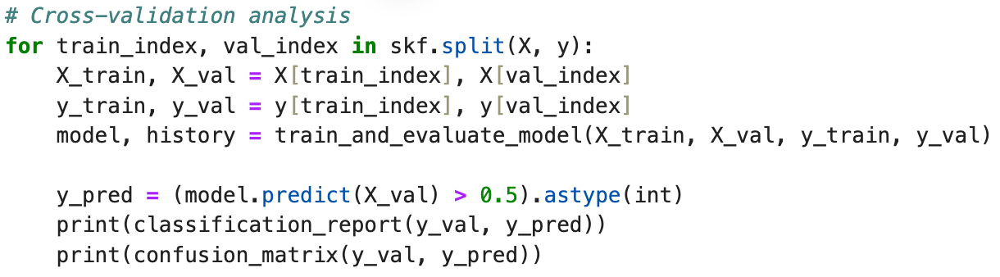 # Cross-validation analysis
for train_index, val_index in skf.split(X, y):
    X_train, X_val = X[train_index], X[val_index]
    y_train, y_val = y[train_index], y[val_index]
    model, history = train_and_evaluate_model(X_train, X_val, y_train, y_val)

    y_pred = (model.predict(X_val) > 0.5).astype(int)
    print(classification_report(y_val, y_pred))
    print(confusion_matrix(y_val, y_pred))